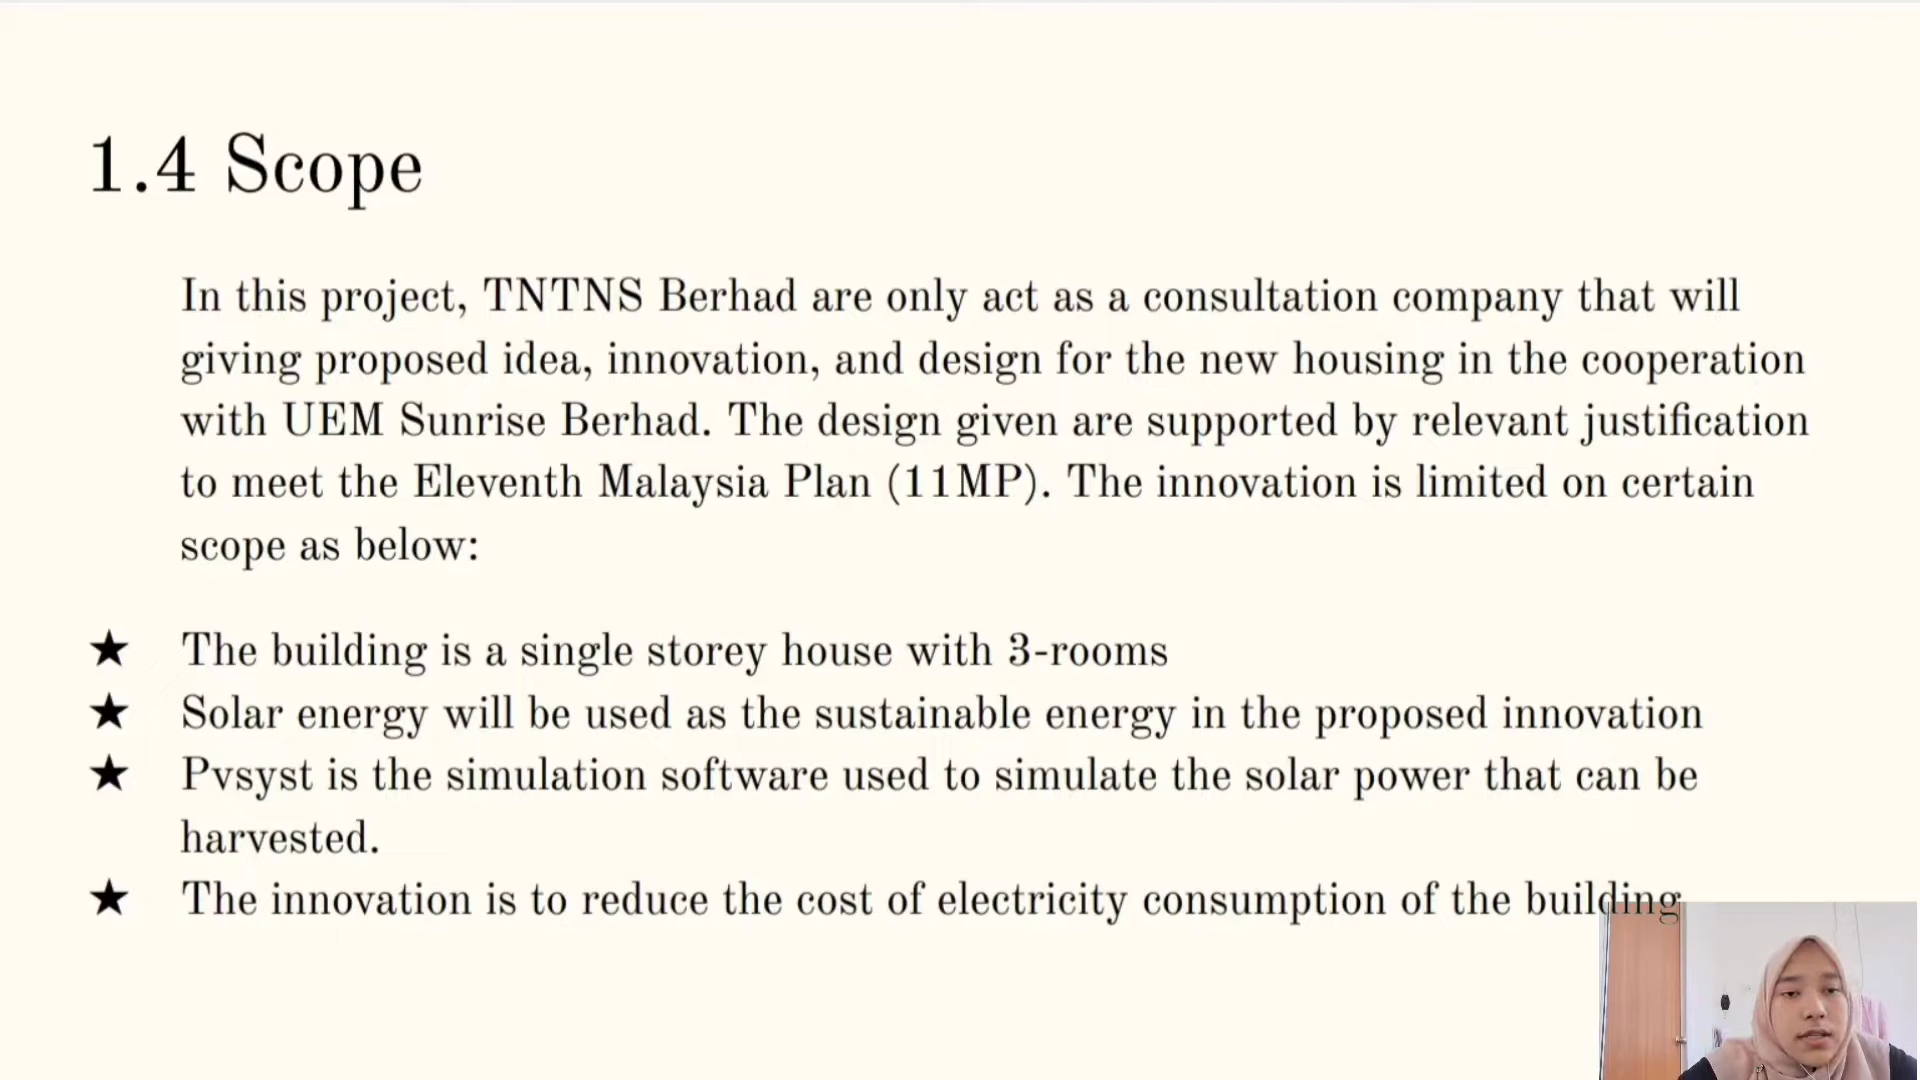 1.4 Scope
In this project, TNTNS Berhad are only act as a consultation company that will
giving proposed idea, innovation, and design for the new housing in the cooperation
with UEM Sunrise Berhad. The design given are supported by relevant justification
to meet the Eleventh Malaysia Plan (11MP). The innovation is limited on certain
scope as below:
★ The building is a single storey house with 3-rooms
★ Solar energy will be used as the sustainable energy in the proposed innovation
★ Pvsyst is the simulation software used to simulate the solar power that can be
harvested.
★ The innovation is to reduce the cost of electricity consumption of the building